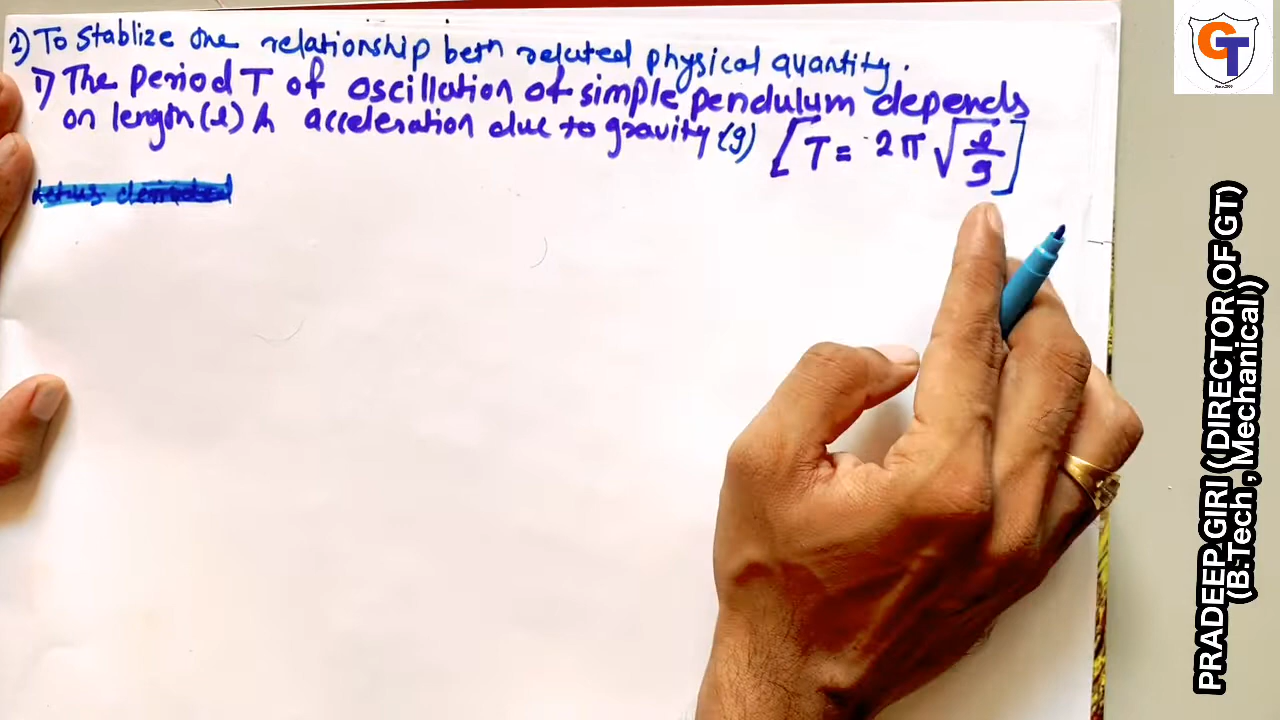 2) To stablize one relationship betn related physical quantity.
1) The period T of oscillation of simple pendulum depends
on length (l) & acceleration due to gravity (g) [T = 2π √l/g]
GT
PRADEEP GIRI ( DIRECTOR OF GT)
(B.Tech , Mechanical )